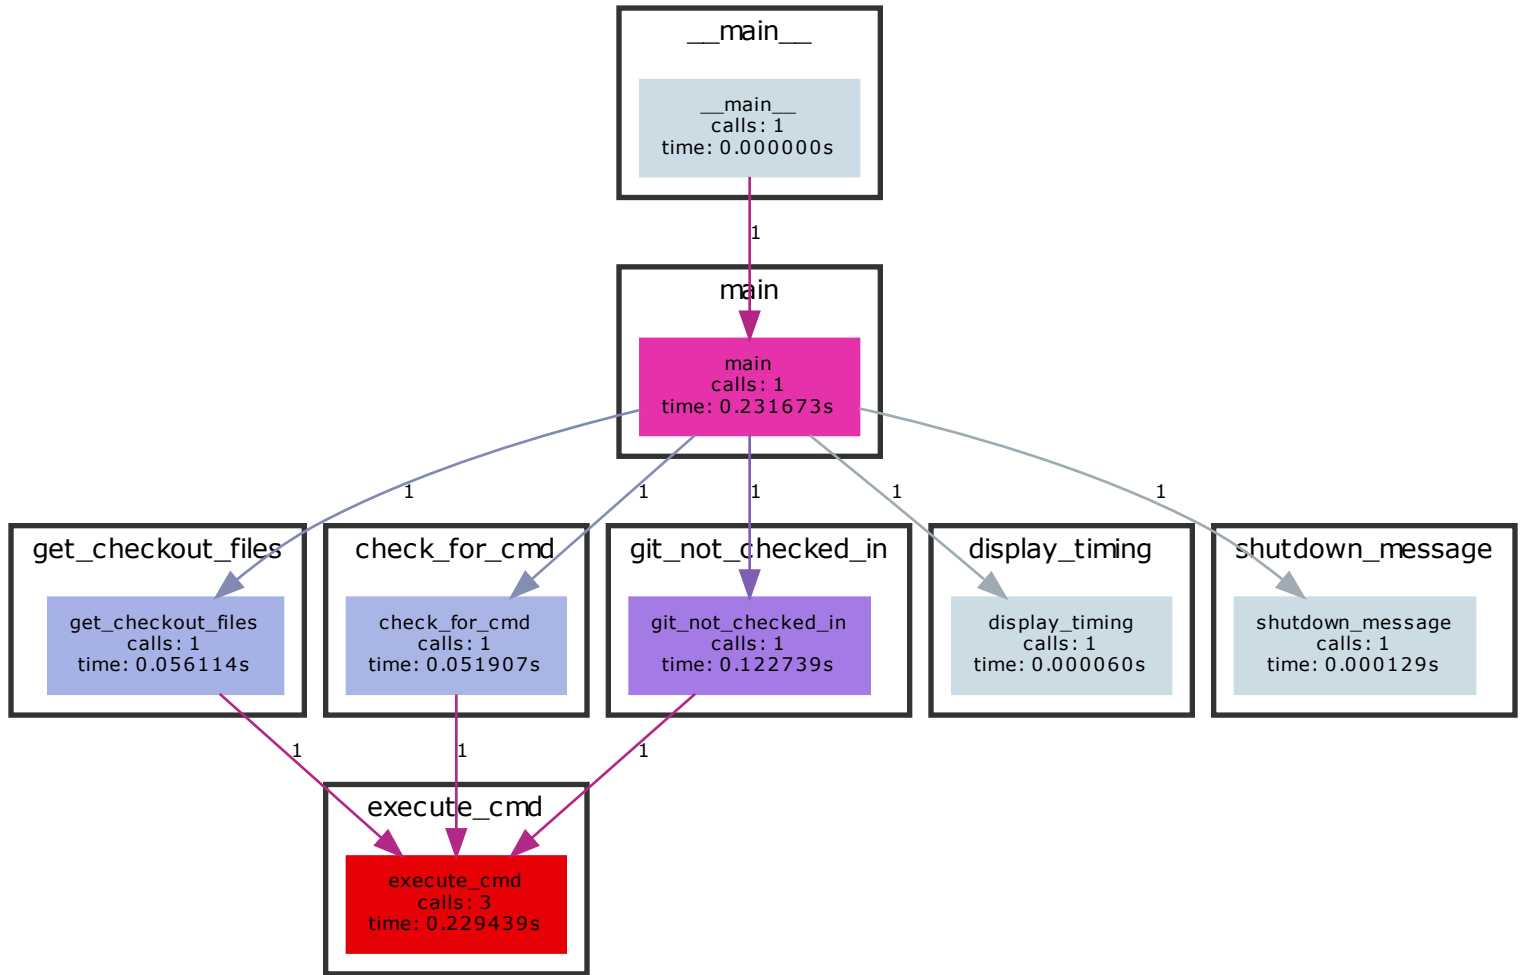 __main__
__main__
calls: 1
time: 0.000000s
1
main
main
calls: 1
time: 0.231673s
1
1
1
1
1
get_checkout_files
get_checkout_files
calls: 1
time: 0.056114s
check_for_cmd
check_for_cmd
calls: 1
time: 0.051907s
git_not_checked_in
git_not_checked_in
calls: 1
time: 0.122739s
display_timing
display_timing
calls: 1
time: 0.000060s
shutdown_message
shutdown_message
calls: 1
time: 0.000129s
1
1
1
execute_cmd
execute_cmd
calls: 3
time: 0.229439s